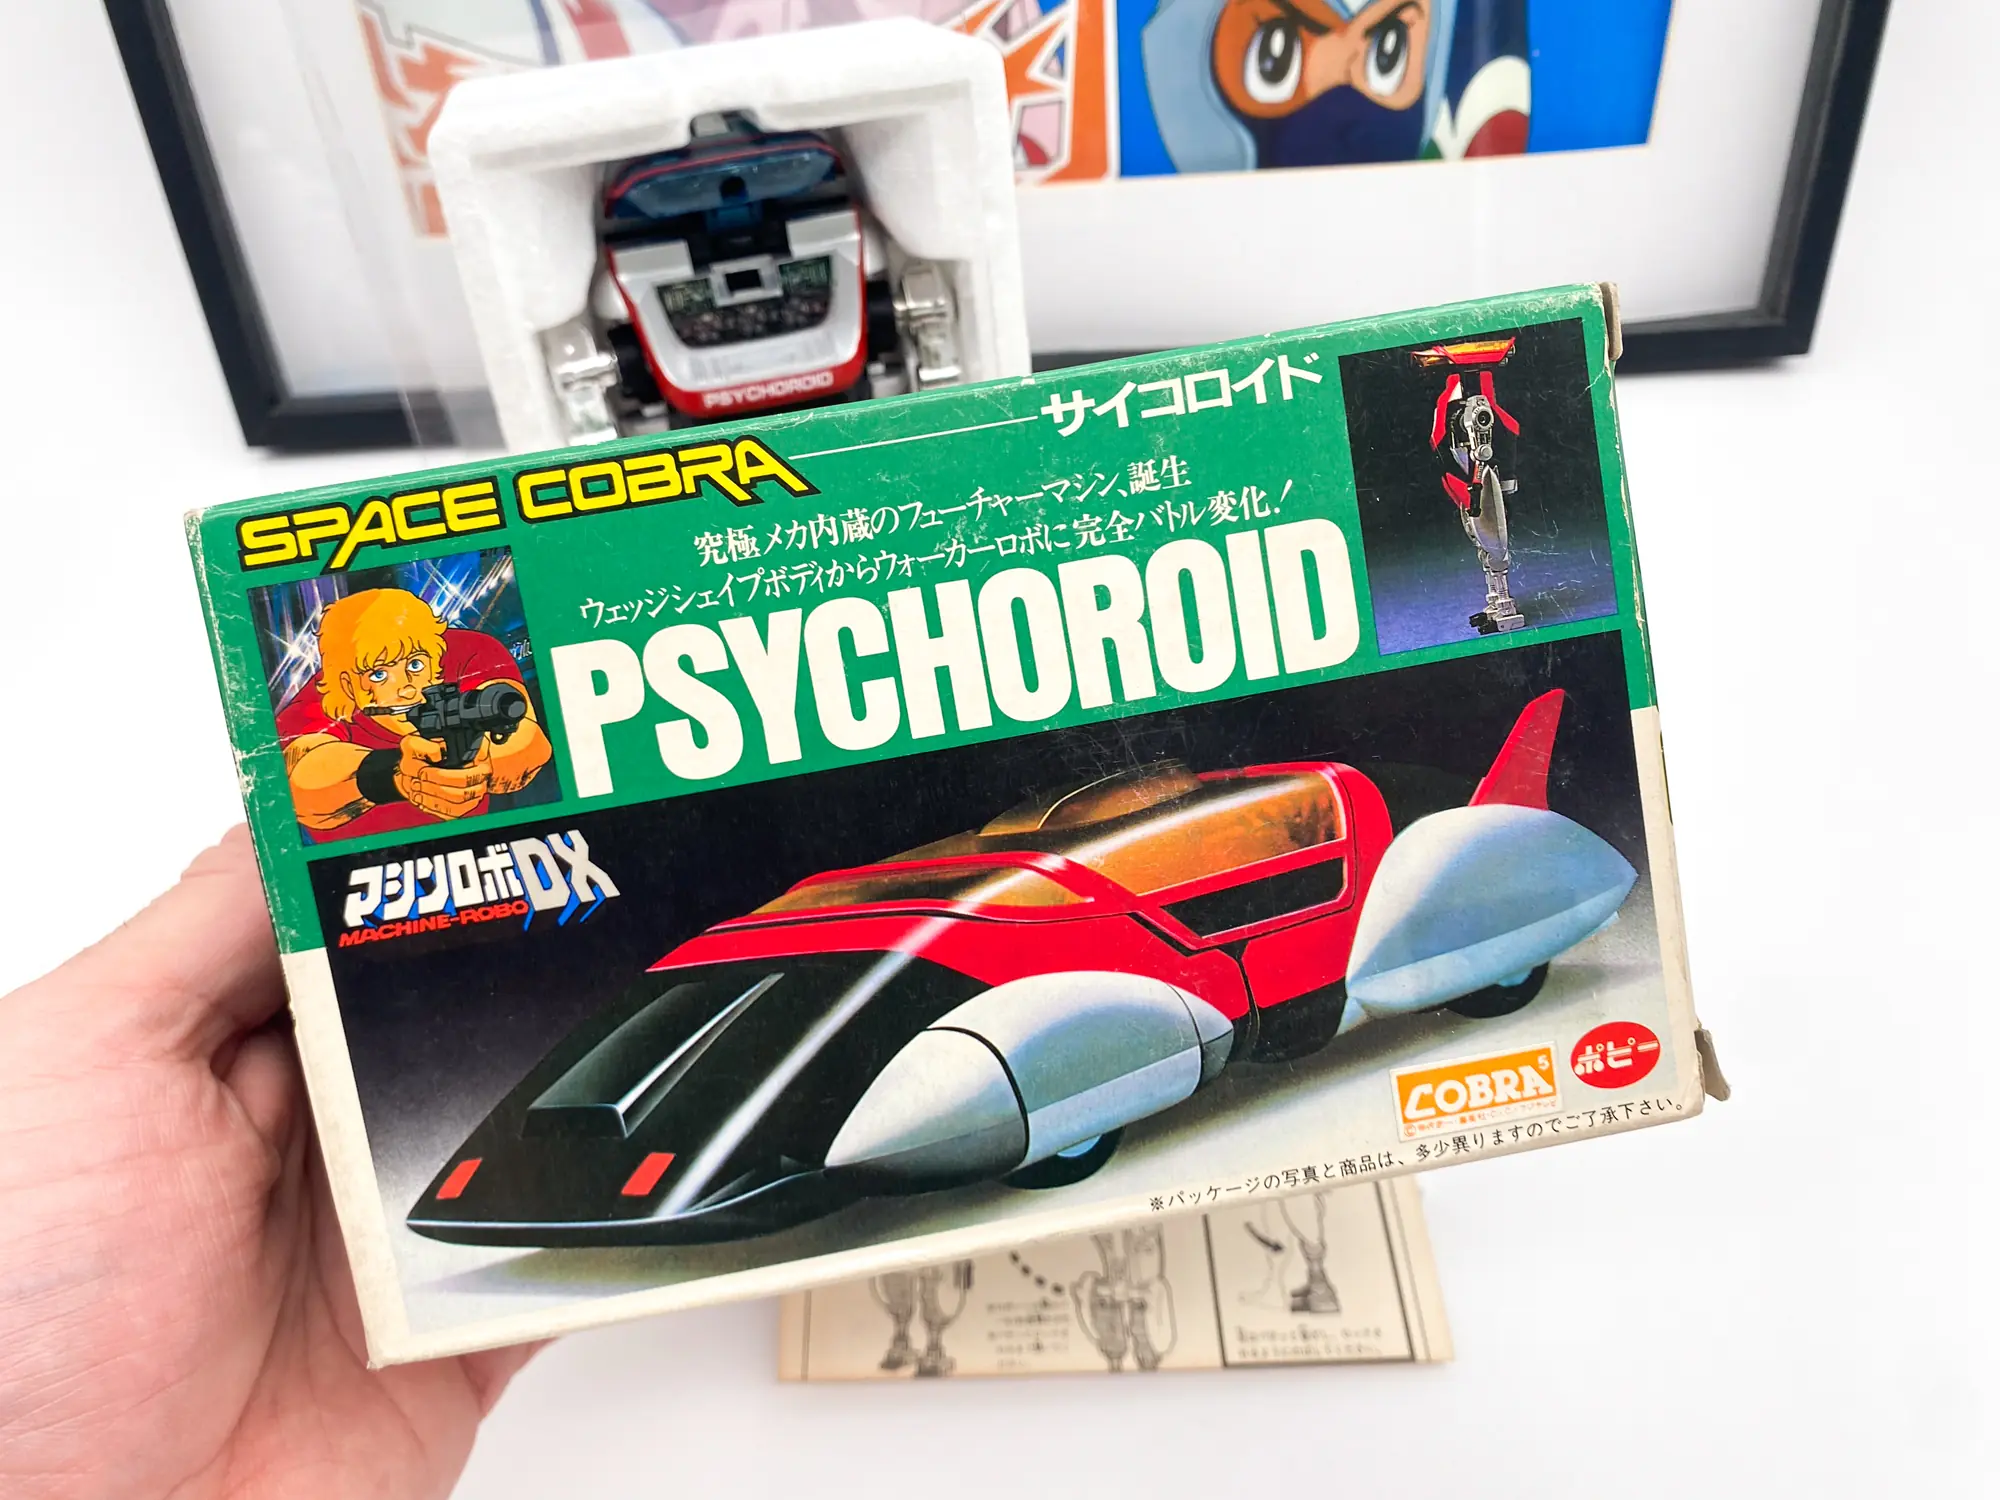 PSYCHOROID
SPACE COBRA
サイコロイド
究極メカ内蔵のフューチャーマシン、誕生
ウェッジシェイプボディからウォーカーロボに完全バトル変化!
PSYCHOROID
マシンロボDX
MACHINE-ROBO
COBRA 5
ポピー
※パッケージの写真と商品は、多少異りますのでご了承下さい。